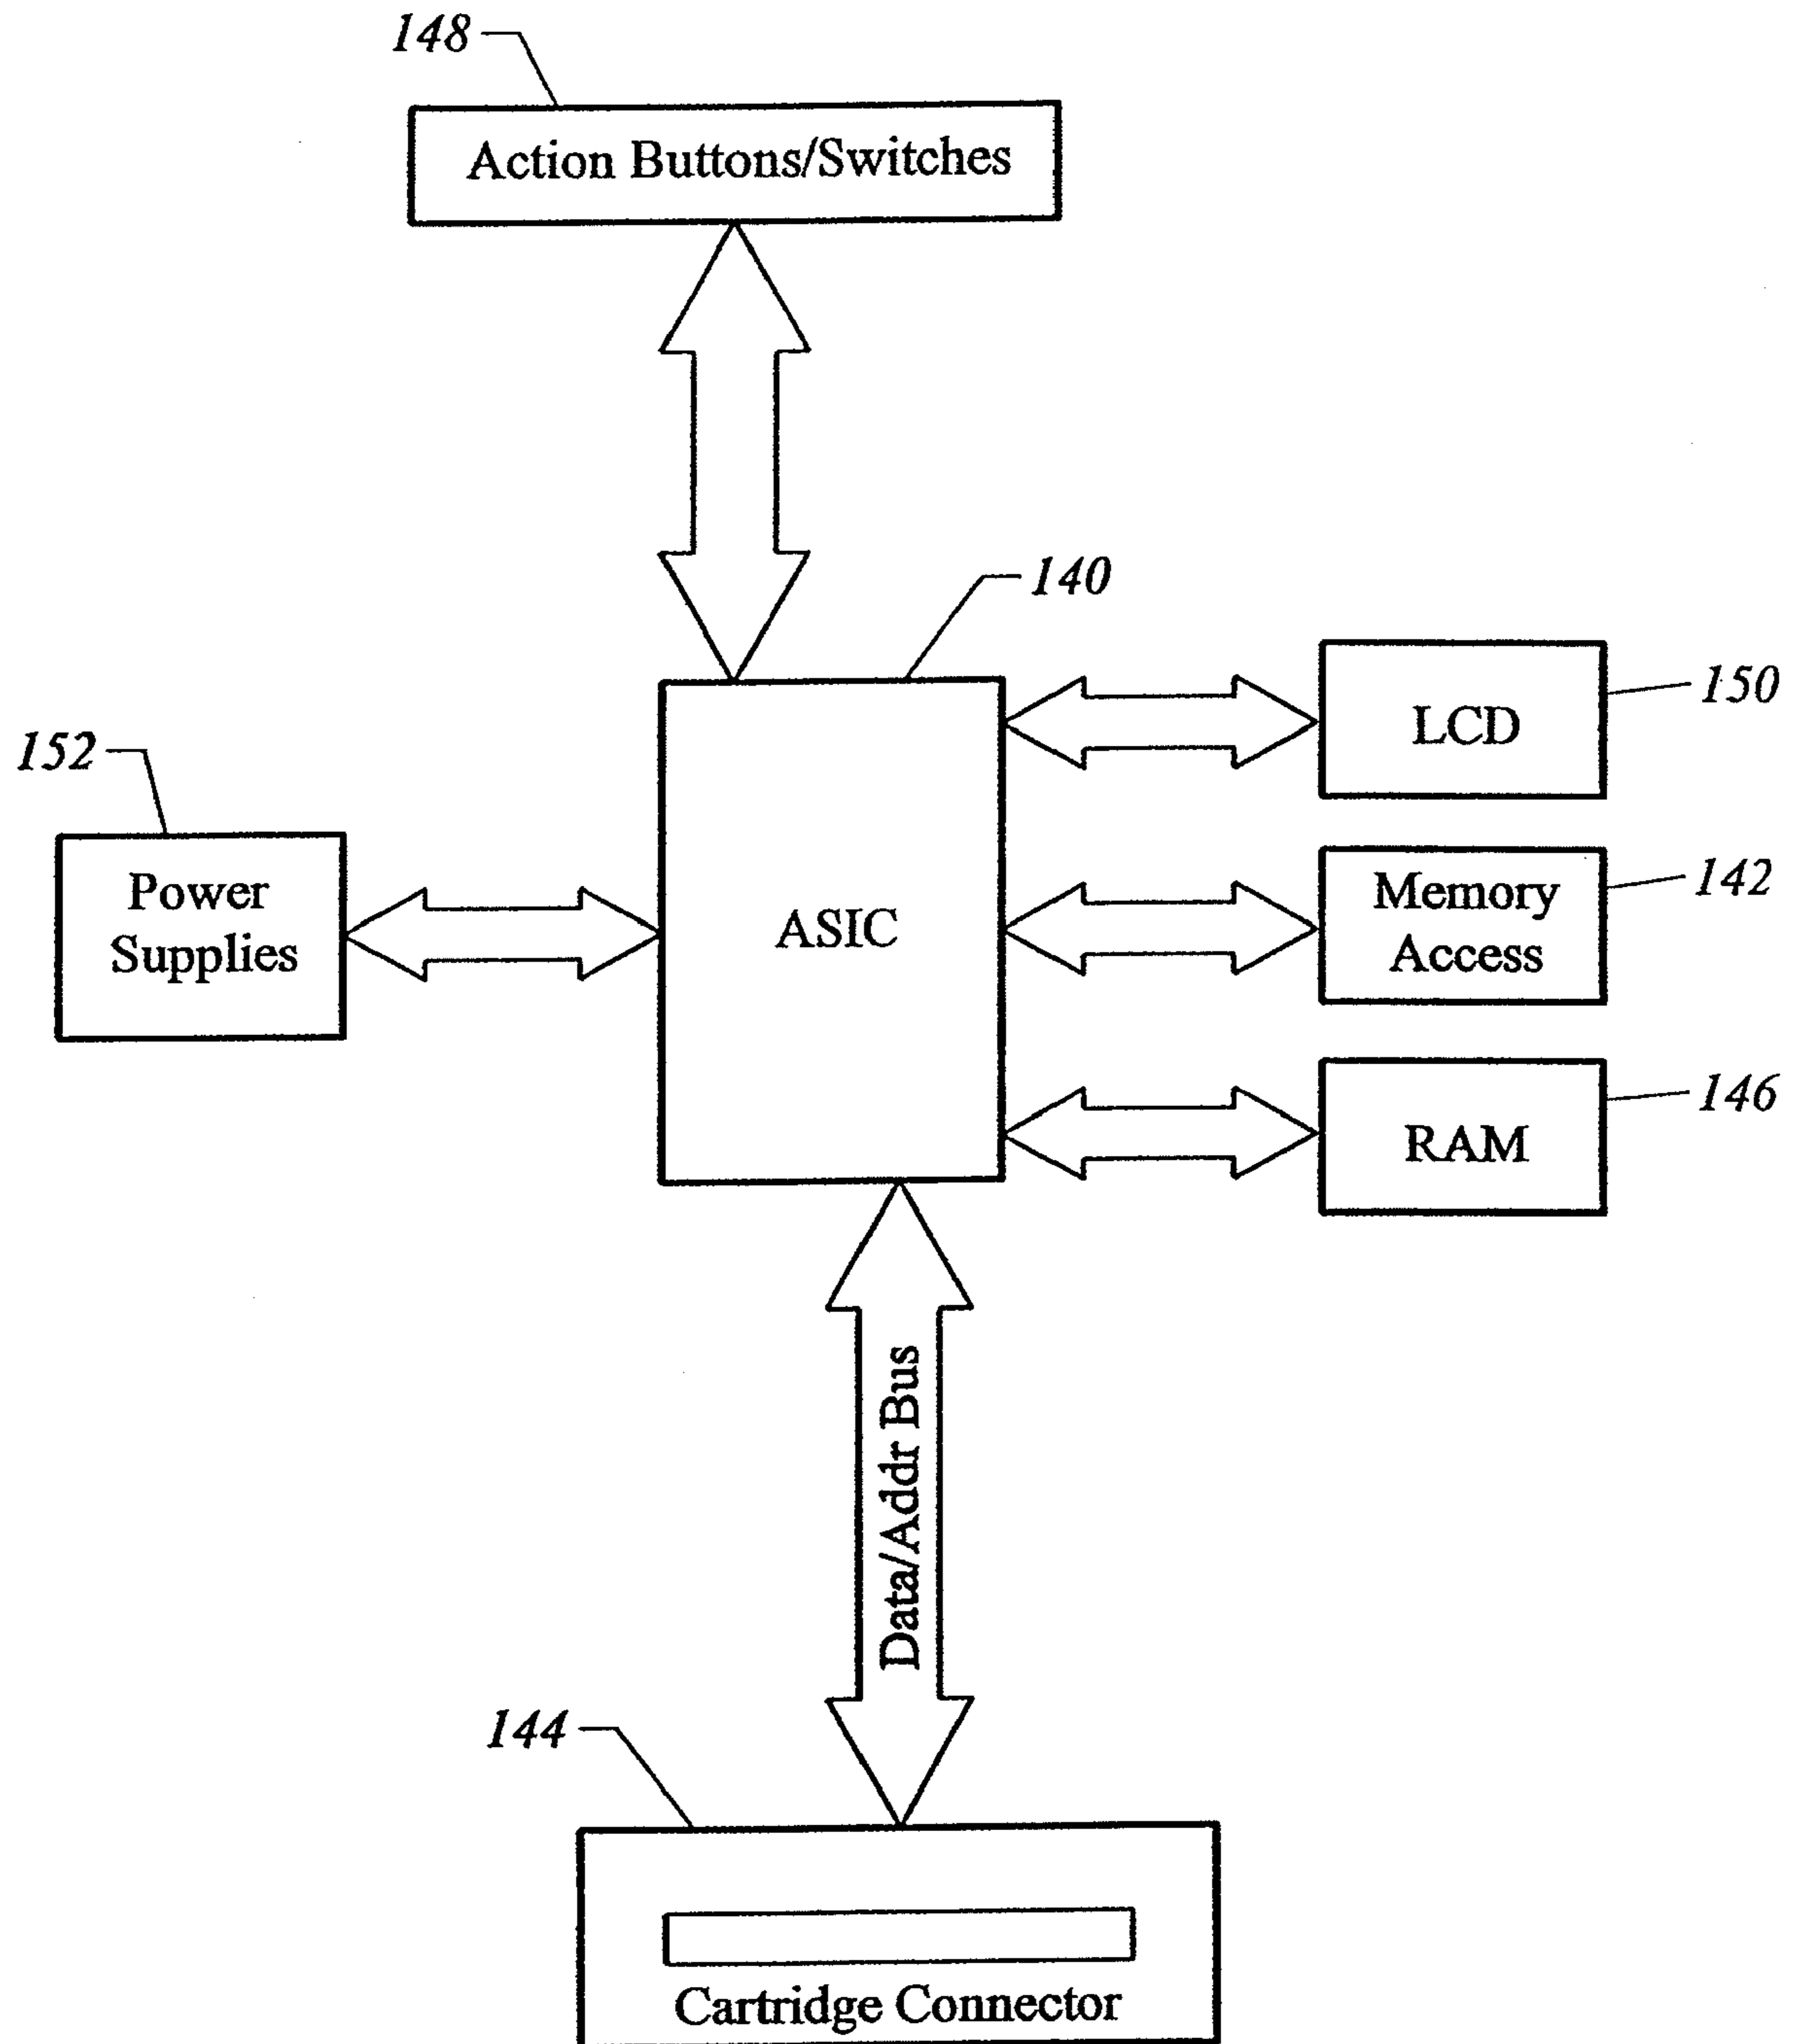 148
Action Buttons/Switches
140
150
LCD
152
Power
Supplies
ASIC
142
Memory
Access
146
RAM
Data/Addr Bus
144
Cartridge Connector